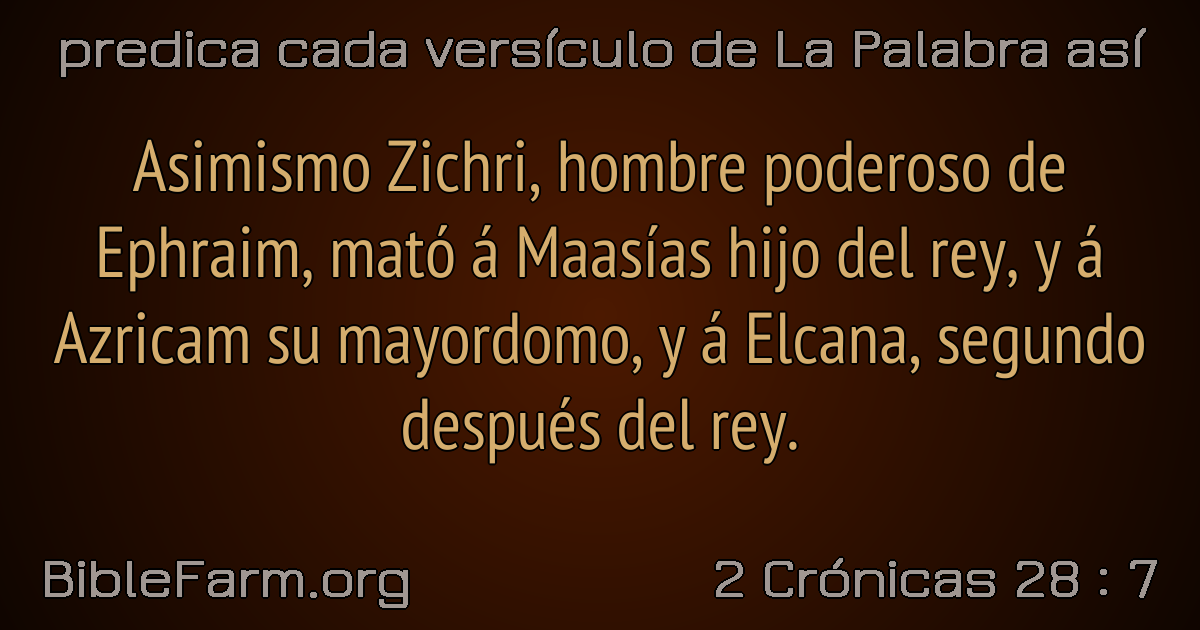 predica cada versículo de La Palabra así
Asimismo Zichri, hombre poderoso de
Ephraim, mató á Maasías hijo del rey, y á
Azricam su mayordomo, y á Elcana, segundo
después del rey.
BibleFarm.org
2 Crónicas 28 : 7